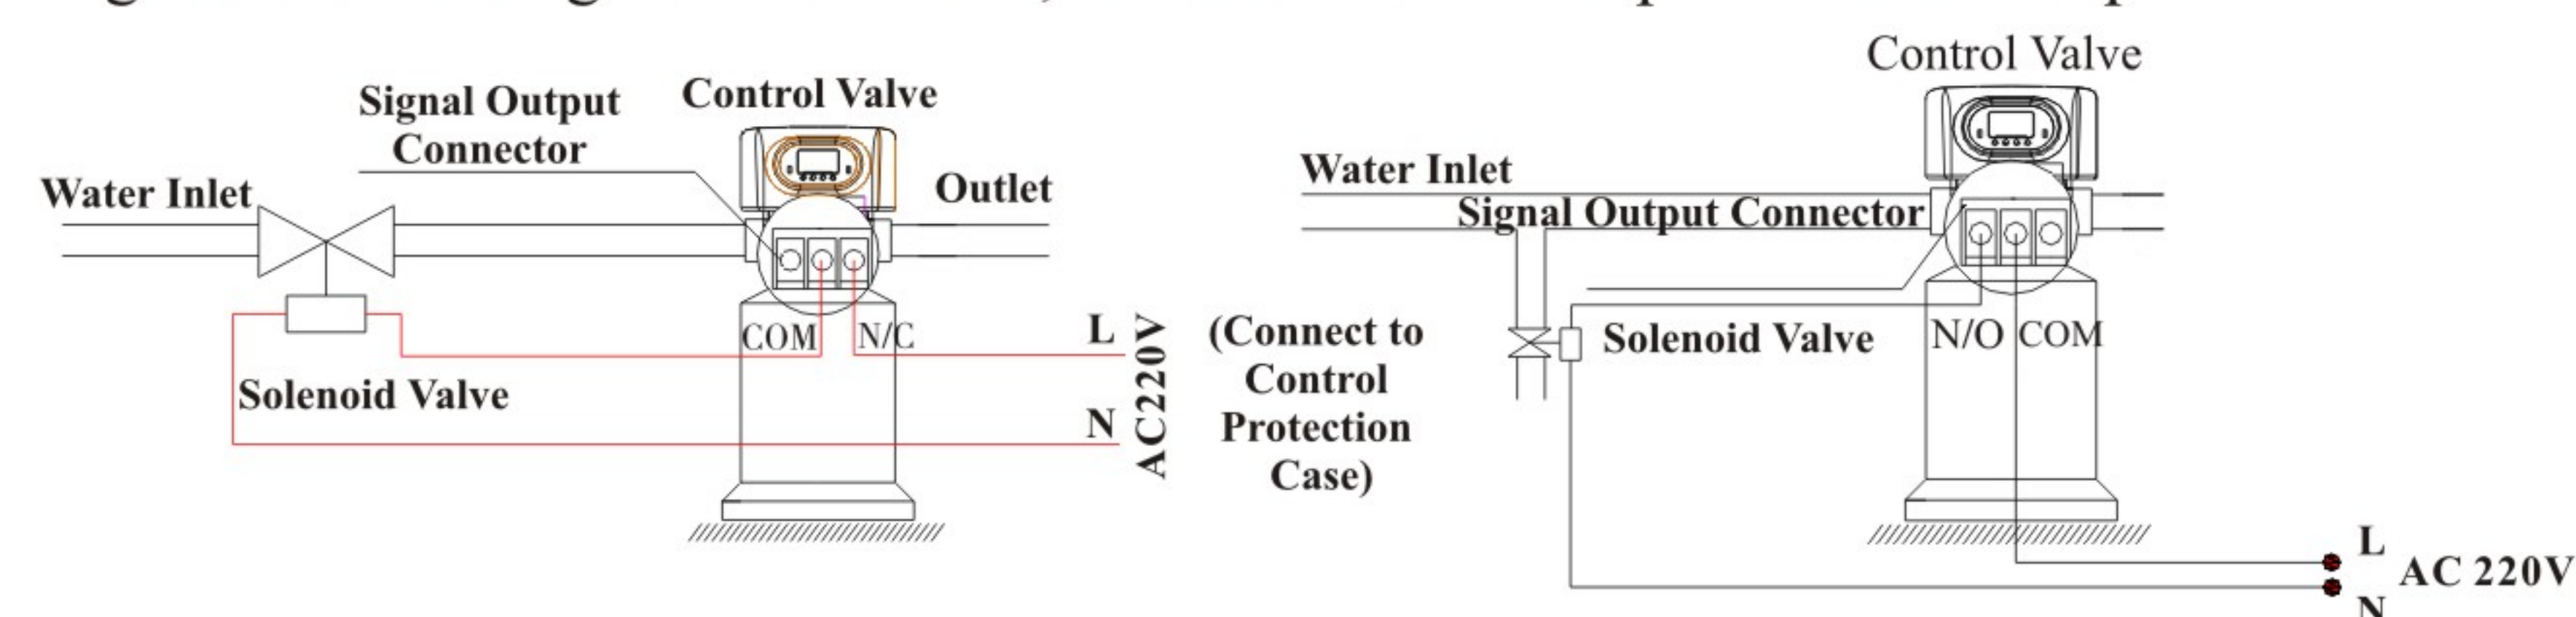 Signal Output
Connector
Control Valve
Water Inlet
Outlet
COM
N/C
L
N
AC220V
Solenoid Valve
Control Valve
Water Inlet
Signal Output Connector
(Connect to
Control
Protection
Case)
Solenoid Valve
N/O
COM
L
AC 220V
N